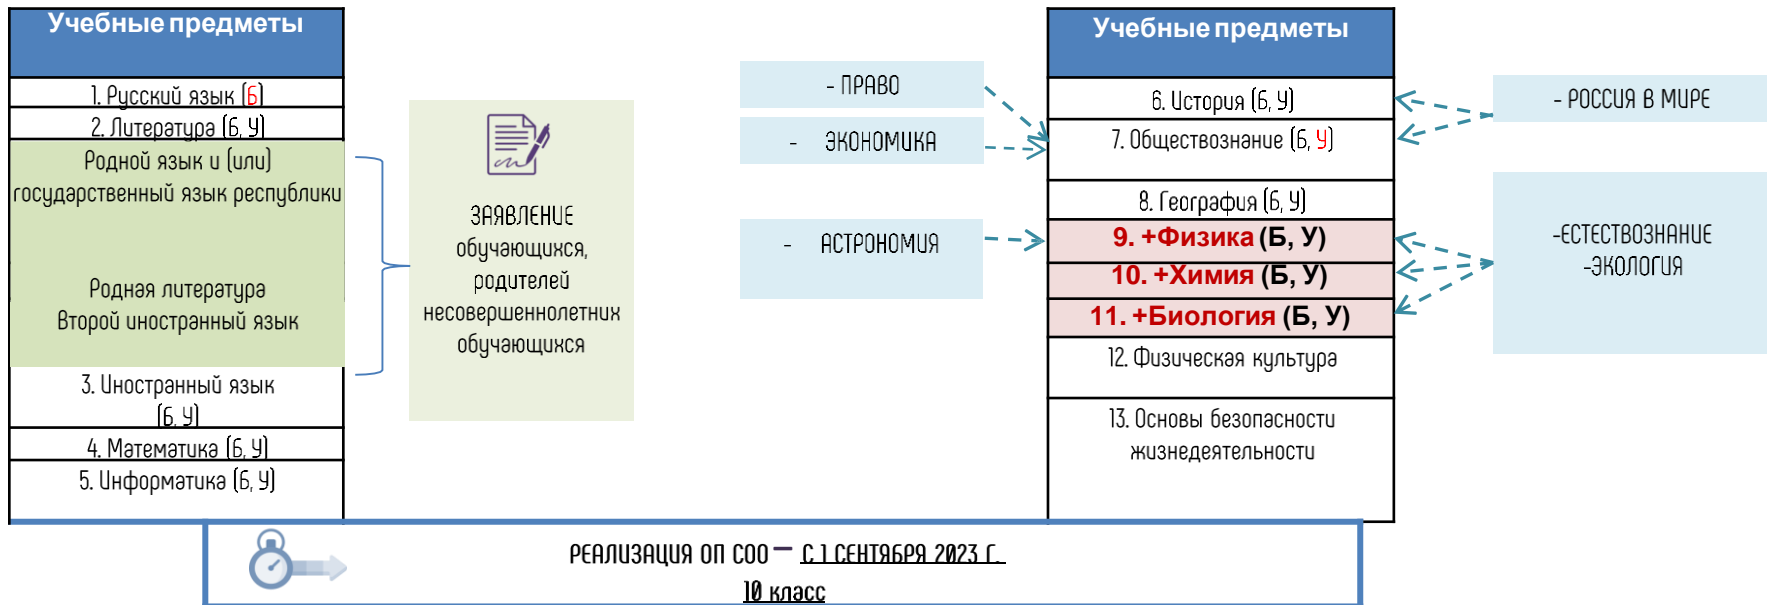 Учебные предметы
1. Русский язык (Б)
2. Литература (Б, У)
Родной язык и (или)
государственный язык республики
Родная литература
Второй иностранный язык
3. Иностранный язык
(Б, У)
4. Математика (Б, У)
5. Информатика (Б, У)
ЗАЯВЛЕНИЕ
обучающихся,
родителей
несовершеннолетних
обучающихся
- ПРАВО
- ЭКОНОМИКА
- АСТРОНОМИЯ
Учебные предметы
6. История (Б, У)
7. Обществознание (Б, У)
8. География (Б, У)
9. +Физика (Б, У)
10. +Химия (Б, У)
11. +Биология (Б, У)
12. Физическая культура
13. Основы безопасности
жизнедеятельности
- РОССИЯ В МИРЕ
-ЕСТЕСТВОЗНАНИЕ
-ЭКОЛОГИЯ
РЕАЛИЗАЦИЯ ОП СОО — С 1 СЕНТЯБРЯ 2023 Г.
10 класс